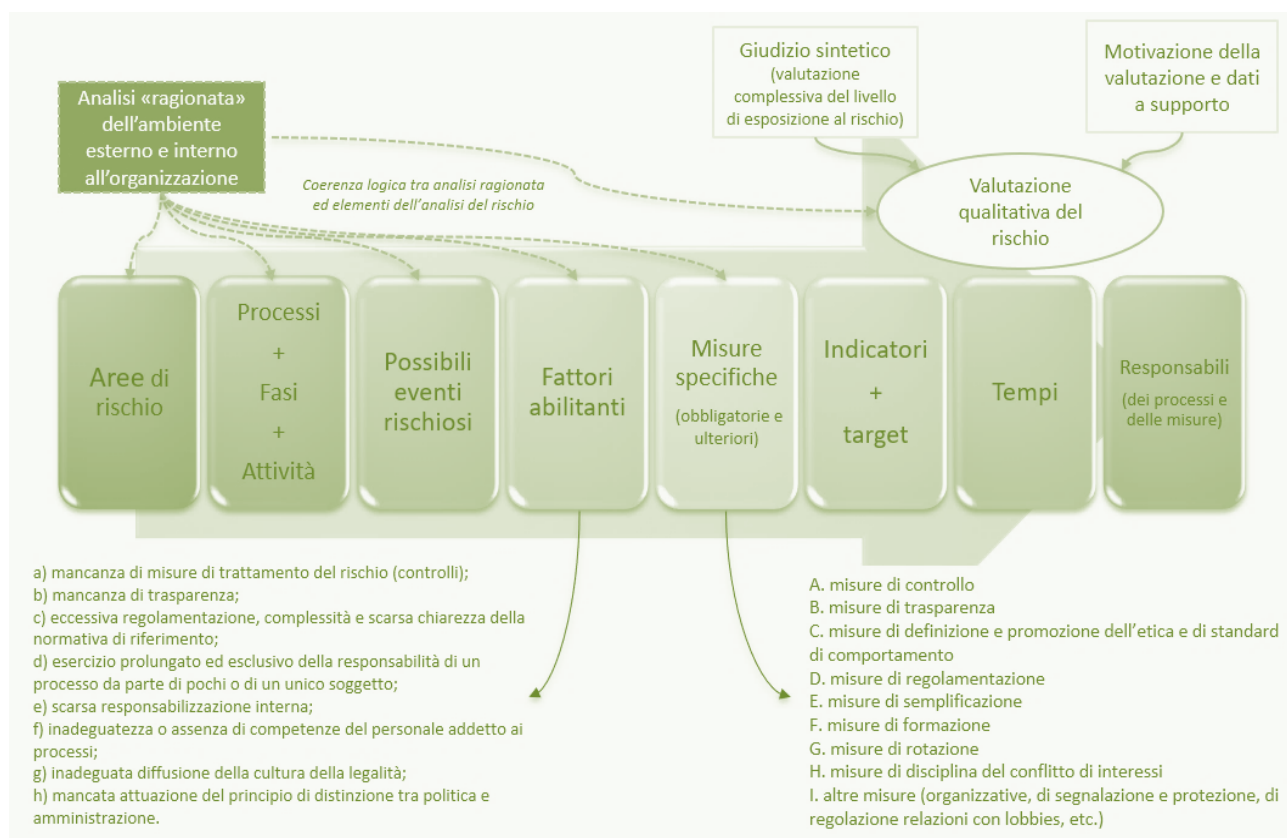 Analisi «ragionata»
dell’ambiente
esterno e interno
all’organizzazione
Giudizio sintetico
(valutazione
complessiva del livello
di esposizione al rischio)
Motivazione della
valutazione e dati
a supporto
Coerenza logica tra analisi ragionata
ed elementi dell’analisi del rischio
Valutazione
qualitativa del
rischio
Aree di
rischio
Processi
+
Fasi
+
Attività
Possibili
eventi
rischiosi
Fattori
abilitanti
Misure
specifiche
(obbligatorie e
ulteriori)
Indicatori
+
target
Tempi
Responsabili
(dei processi e
delle misure)
a) mancanza di misure di trattamento del rischio (controlli);
b) mancanza di trasparenza;
c) eccessiva regolamentazione, complessità e scarsa chiarezza della
normativa di riferimento;
d) esercizio prolungato ed esclusivo della responsabilità di un
processo da parte di pochi o di un unico soggetto;
e) scarsa responsabilizzazione interna;
f) inadeguatezza o assenza di competenze del personale addetto ai
processi;
g) inadeguata diffusione della cultura della legalità;
h) mancata attuazione del principio di distinzione tra politica e
amministrazione.
A. misure di controllo
B. misure di trasparenza
C. misure di definizione e promozione dell’etica e di standard
di comportamento
D. misure di regolamentazione
E. misure di semplificazione
F. misure di formazione
G. misure di rotazione
H. misure di disciplina del conflitto di interessi
I. altre misure (organizzative, di segnalazione e protezione, di
regolazione relazioni con lobbies, etc.)